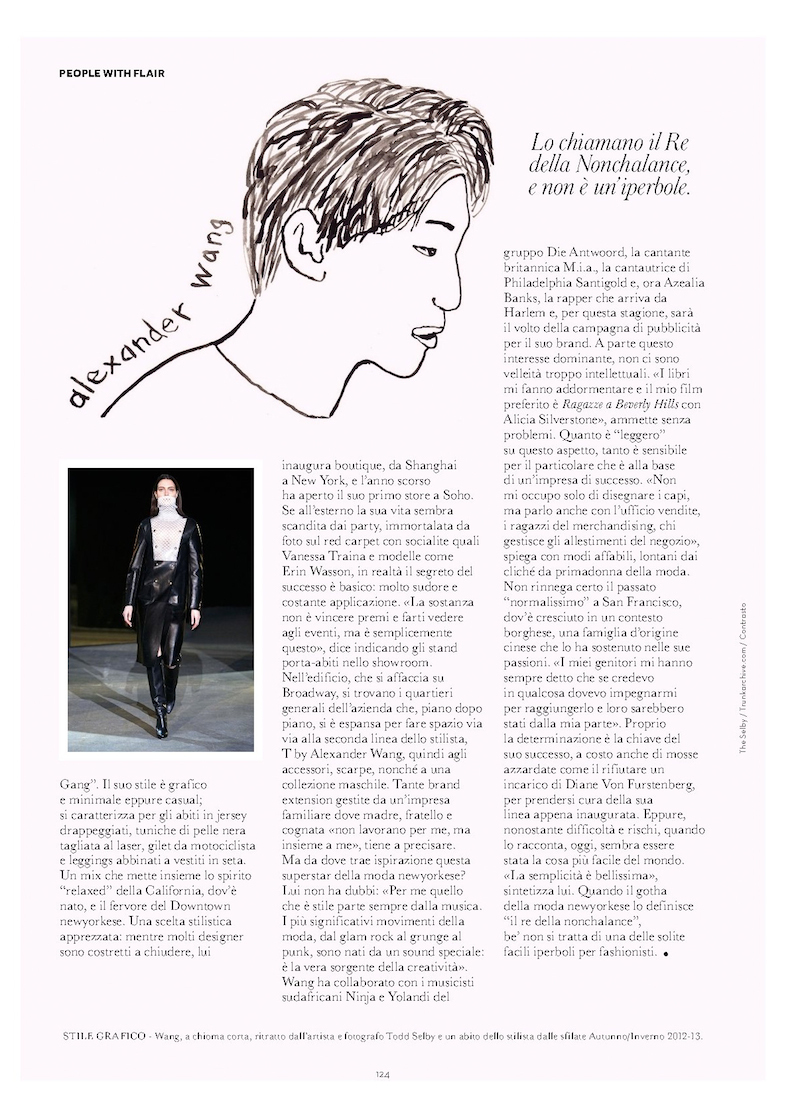 PEOPLE WITH FLAIR
alexander wang
Lo chiamano il Re
della Nonchalance,
e non è un'iperbole.
Gang”. Il suo stile è grafico
e minimale eppure casual;
si caratterizza per gli abiti in jersey
drappeggiati, tuniche di pelle nera
tagliata al laser, gilet da motociclista
e leggings abbinati a vestiti in seta.
Un mix che mette insieme lo spirito
“relaxed” della California, dov'è
nato, e il fervore del Downtown
newyorkese. Una scelta stilistica
apprezzata: mentre molti designer
sono costretti a chiudere, lui
inaugura boutique, da Shanghai
a New York, e l'anno scorso
ha aperto il suo primo store a Soho.
Se all'esterno la sua vita sembra
scandita dai party, immortalata da
foto sul red carpet con socialite quali
Vanessa Traina e modelle come
Erin Wasson, in realtà il segreto del
successo è basico: molto sudore e
costante applicazione. «La sostanza
non è vincere premi e farti vedere
agli eventi, ma è semplicemente
questo», dice indicando gli stand
porta-abiti nello showroom.
Nell'edificio, che si affaccia su
Broadway, si trovano i quartieri
generali dell'azienda che, piano dopo
piano, si è espansa per fare spazio via
via alla seconda linea dello stilista,
T by Alexander Wang, quindi agli
accessori, scarpe, nonché a una
collezione maschile. Tante brand
extension gestite da un'impresa
familiare dove madre, fratello e
cognata «non lavorano per me, ma
insieme a me», tiene a precisare.
Ma da dove trae ispirazione questa
superstar della moda newyorkese?
Lui non ha dubbi: «Per me quello
che è stile parte sempre dalla musica.
I più significativi movimenti della
moda, dal glam rock al grunge al
punk, sono nati da un sound speciale:
è la vera sorgente della creatività».
Wang ha collaborato con i musicisti
sudafricani Ninja e Yolandi del
gruppo Die Antwoord, la cantante
britannica M.i.a., la cantautrice di
Philadelphia Santigold e, ora Azealia
Banks, la rapper che arriva da
Harlem e, per questa stagione, sarà
il volto della campagna di pubblicità
per il suo brand. A parte questo
interesse dominante, non ci sono
velleità troppo intellettuali. «I libri
mi fanno addormentare e il mio film
preferito è Ragazze a Beverly Hills con
Alicia Silverstone», ammette senza
problemi. Quanto è “leggero”
su questo aspetto, tanto è sensibile
per il particolare che è alla base
di un'impresa di successo. «Non
mi occupo solo di disegnare i capi,
ma parlo anche con l'ufficio vendite,
i ragazzi del merchandising, chi
gestisce gli allestimenti del negozio»,
spiega con modi affabili, lontani dai
cliché da primadonna della moda.
Non rinnega certo il passato
“normalissimo” a San Francisco,
dov'è cresciuto in un contesto
borghese, una famiglia d'origine
cinese che lo ha sostenuto nelle sue
passioni. «I miei genitori mi hanno
sempre detto che se credevo
in qualcosa dovevo impegnarmi
per raggiungerlo e loro sarebbero
stati dalla mia parte». Proprio
la determinazione è la chiave del
suo successo, a costo anche di mosse
azzardate come il rifiutare un
incarico di Diane Von Furstenberg,
per prendersi cura della sua
linea appena inaugurata. Eppure,
nonostante difficoltà e rischi, quando
lo racconta, oggi, sembra essere
stata la cosa più facile del mondo.
«La semplicità è bellissima»,
sintetizza lui. Quando il gotha
della moda newyorkese lo definisce
“il re della nonchalance”,
be' non si tratta di una delle solite
facili iperboli per fashionisti. ●
The Selby / Trunkarchive.com / Contrasto
STILE GRAFICO - Wang, a chioma corta, ritratto dall'artista e fotografo Todd Selby e un abito dello stilista dalle sfilate Autunno/Inverno 2012-13.
124